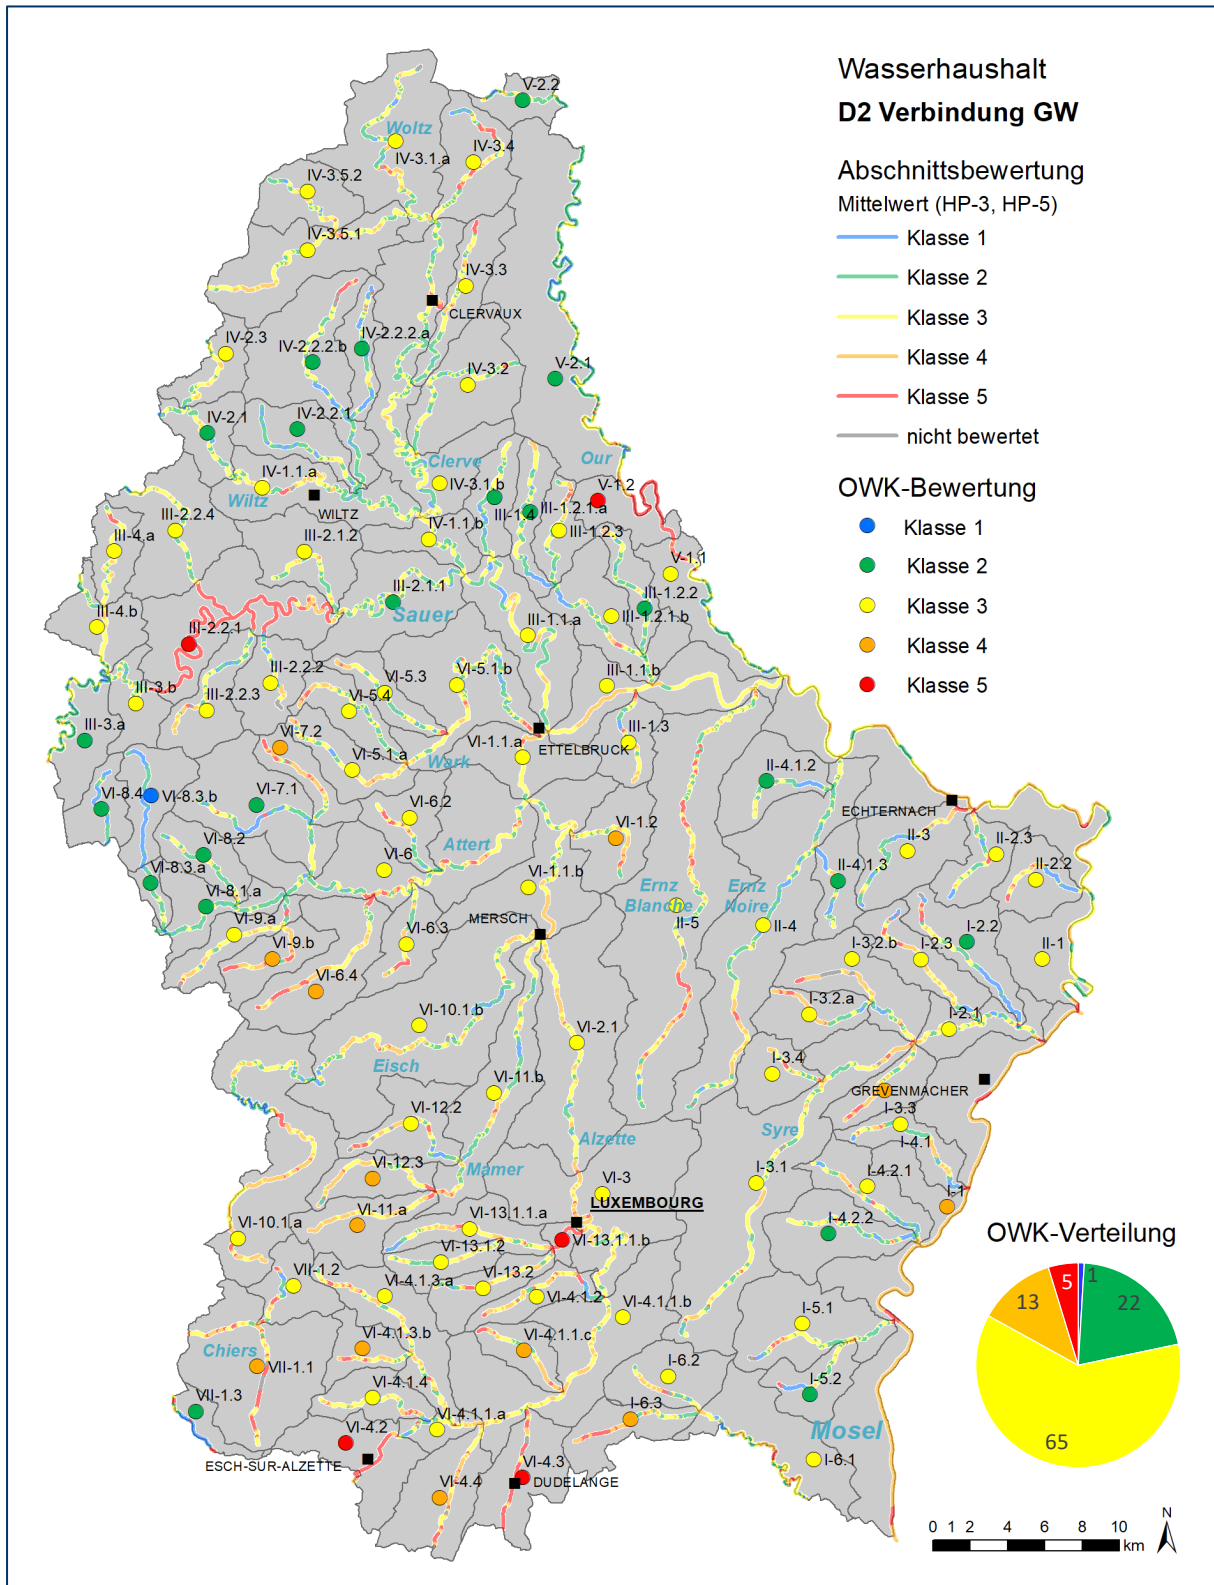 Wasserhaushalt
D2 Verbindung GW
Abschnittsbewertung
Mittelwert (HP-3, HP-5)
Klasse 1
Klasse 2
Klasse 3
Klasse 4
Klasse 5
nicht bewertet
OWK-Bewertung
Klasse 1
Klasse 2
Klasse 3
Klasse 4
Klasse 5
V-2.2
Woltz
IV-3.4
IV-3.1.a
IV-3.5.2
IV-3.5.1
IV-3.3
CLERVAUX
IV-2.3
IV-2.2.2.b
IV-2.2.2.a
IV-3.2
V-2.1
IV-2.1
IV-2.2.1
Clerve
Our
IV-1.1.a
Wiltz
WILTZ
IV-3.1.b
V-1.2
III-1.4
III-1.2.1.a
III-2.2.4
III-4.a
III-2.1.2
IV-1.1.b
III-1.2.3
V-1.1
III-2.1.1
III-1.2.2
Sauer
III-4.b
III-1.2.1.b
III-2.2.1
III-1.1.a
III-2.2.2
VI-5.3
VI-5.1.b
III-1.1.b
III-3.b
III-2.2.3
VI-5.4
III-3.a
VI-7.2
VI-1.1.a
ETTELBRUCK
III-1.3
VI-5.1.a
Wark
II-4.1.2
VI-8.4
VI-8.3.b
VI-7.1
VI-6.2
ECHTERNACH
VI-1.2
VI-8.2
Attert
II-3
II-2.3
VI-8.3.a
VI-6
II-4.1.3
II-2.2
VI-8.1.a
VI-1.1.b
Ernz
Blanche
Ernz
Noire
VI-9.a
MERSCH
II-5
II-4
I-2.2
VI-9.b
VI-6.3
I-3.2.b
I-2.3
II-1
VI-6.4
VI-10.1.b
I-3.2.a
I-2.1
VI-2.1
Eisch
I-3.4
GREVENMACHER
VI-11.b
I-3.3
VI-12.2
Syre
I-4.1
Alzette
VI-12.3
Mamer
VI-3
I-3.1
I-4.2.1
LUXEMBOURG
I-1
VI-11.a
VI-13.1.1.a
VI-10.1.a
VI-13.1.2
VI-13.1.1.b
I-4.2.2
OWK-Verteilung
VII-1.2
VI-4.1.3.a
VI-13.2
VI-4.1.2
VI-4.1.1.b
I-5.1
5
1
13
22
65
VI-4.1.3.b
VI-4.1.1.c
Chiers
VII-1.1
I-6.2
I-5.2
VI-4.1.4
VII-1.3
VI-4.1.1.a
I-6.3
Mosel
VI-4.2
I-6.1
ESCH-SUR-ALZETTE
VI-4.4
VI-4.3
DUDELANGE
N
0 1 2 4 6 8 10
km